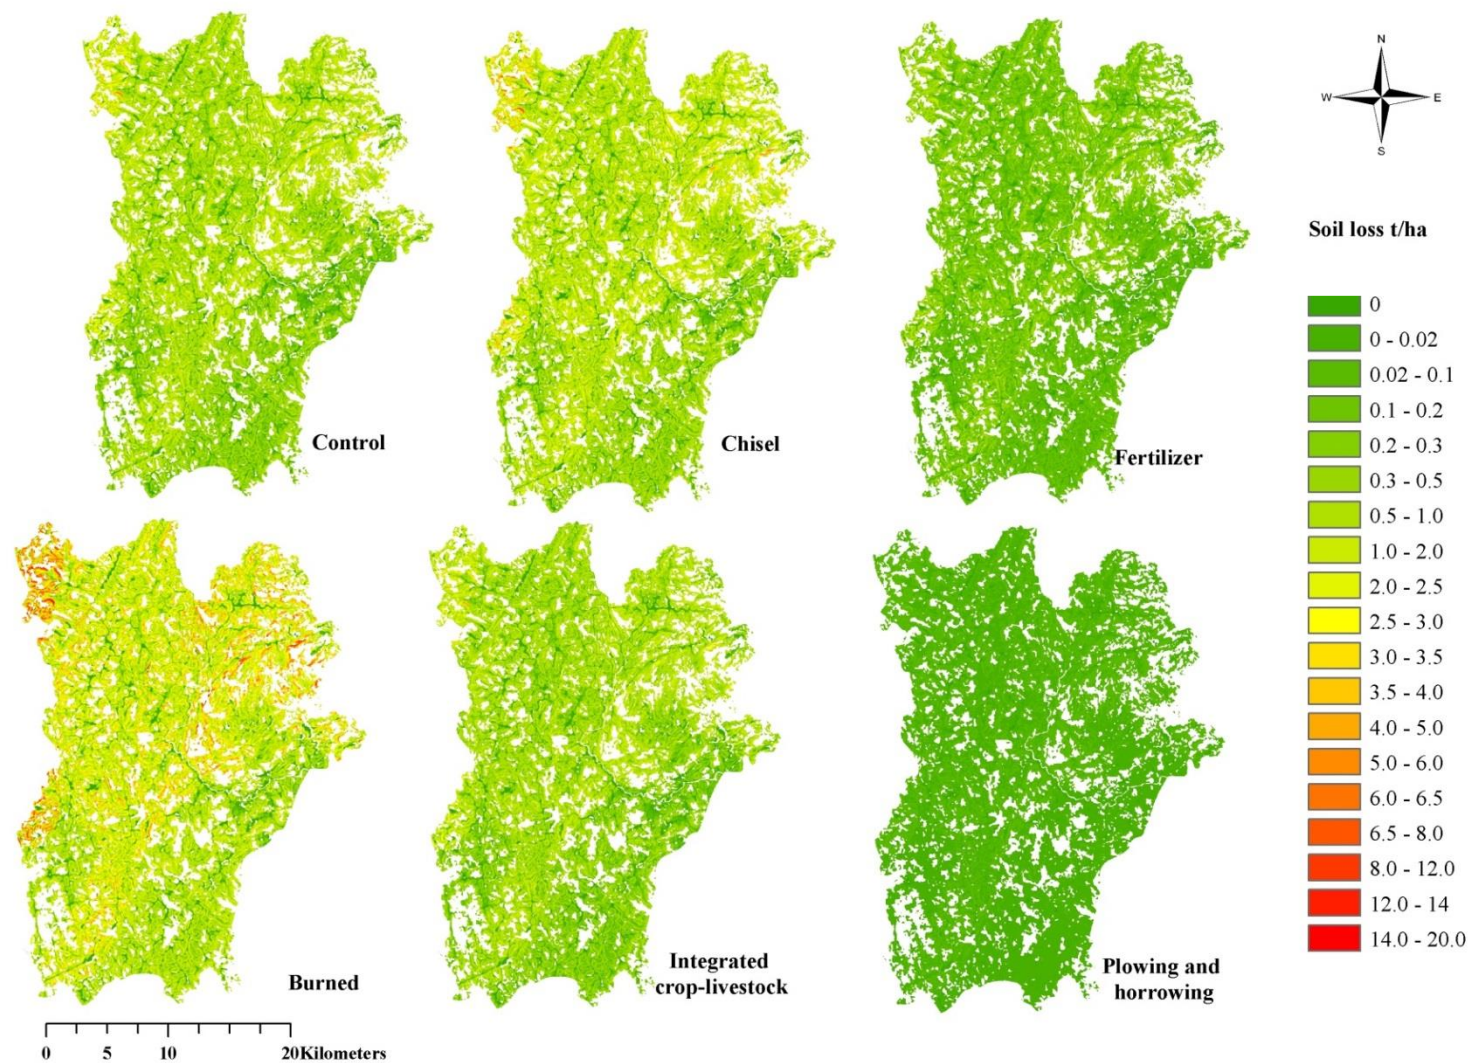 N
W E
S
Soil loss t/ha
0
0 - 0.02
0.02 - 0.1
0.1 - 0.2
0.2 - 0.3
0.3 - 0.5
0.5 - 1.0
1.0 - 2.0
2.0 - 2.5
2.5 - 3.0
3.0 - 3.5
3.5 - 4.0
4.0 - 5.0
5.0 - 6.0
6.0 - 6.5
6.5 - 8.0
8.0 - 12.0
12.0 - 14
14.0 - 20.0
Control
Chisel
Fertilizer
Burned
Integrated
crop-livestock
Plowing and
horrowing
0 5 10 20Kilometers